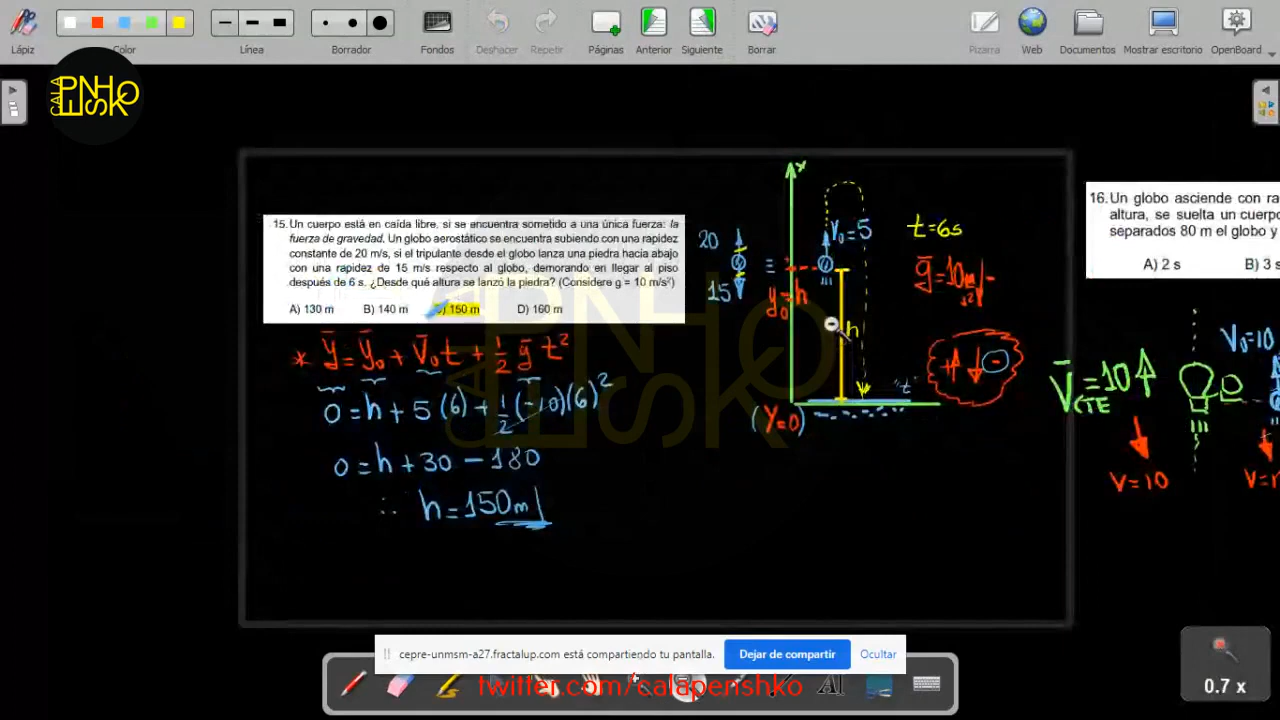 Lápiz
Color
Línea
Borrador
Fondos
Deshacer
Repetir
Páginas
Anterior
Siguiente
Borrar
Pizarra
Web
Documentos
Mostrar escritorio
OpenBoard
CALA
PENSHKO
15. Un cuerpo está en caída libre, si se encuentra sometido a una única fuerza: la
fuerza de gravedad. Un globo aerostático se encuentra subiendo con una rapidez
constante de 20 m/s, si el tripulante desde el globo lanza una piedra hacia abajo
con una rapidez de 15 m/s respecto al globo, demorando en llegar al piso
después de 6 s. ¿Desde qué altura se lanzó la piedra? (Considere g = 10 m/s²)
A) 130 m B) 140 m C) 150 m D) 160 m
* ȳ = ȳ₀ + v̄₀ t + 1/2 ḡ t²
0 = h + 5 (6) + 1/2 (-10)(6)²
0 = h + 30 - 180
∴ h = 150m
20
15
≡
y₀ = h
V₀ = 5
h
(Y=0)
"t"
t = 6s
ḡ = 10 m/s² -
+ ↑ ↓ -
16. Un globo asciende con ra
altura, se suelta un cuerpo
separados 80 m el globo y
A) 2 s B) 3 s
V̄ = 10 ↑
CTE
V₀=10
V = 10
cepre-unmsm-a27.fractalup.com está compartiendo tu pantalla.
Dejar de compartir
Ocultar
twitter.com/calapenshko
0.7 x